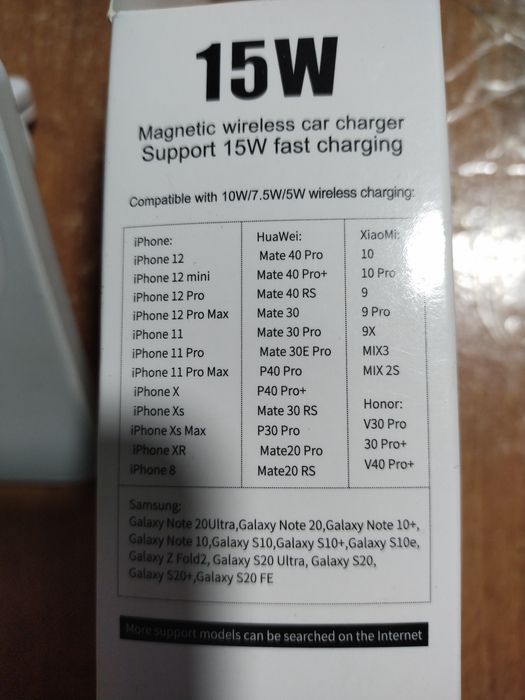 15W
Magnetic wireless car charger
Support 15W fast charging
Compatible with 10W/7.5W/5W wireless charging:
iPhone:
iPhone 12
iPhone 12 mini
iPhone 12 Pro
iPhone 12 Pro Max
iPhone 11
iPhone 11 Pro
iPhone 11 Pro Max
iPhone X
iPhone Xs
iPhone Xs Max
iPhone XR
iPhone 8
HuaWei:
Mate 40 Pro
Mate 40 Pro+
Mate 40 RS
Mate 30
Mate 30 Pro
Mate 30E Pro
P40 Pro
P40 Pro+
Mate 30 RS
P30 Pro
Mate20 Pro
Mate20 RS
XiaoMi:
10
10 Pro
9
9 Pro
9X
MIX3
MIX 2S
Honor:
V30 Pro
30 Pro+
V40 Pro+
Samsung:
Galaxy Note 20Ultra,Galaxy Note 20,Galaxy Note 10+,
Galaxy Note 10,Galaxy S10,Galaxy S10+,Galaxy S10e,
Galaxy Z Fold2, Galaxy S20 Ultra, Galaxy S20,
Galaxy S20+,Galaxy S20 FE
More support models can be searched on the Internet